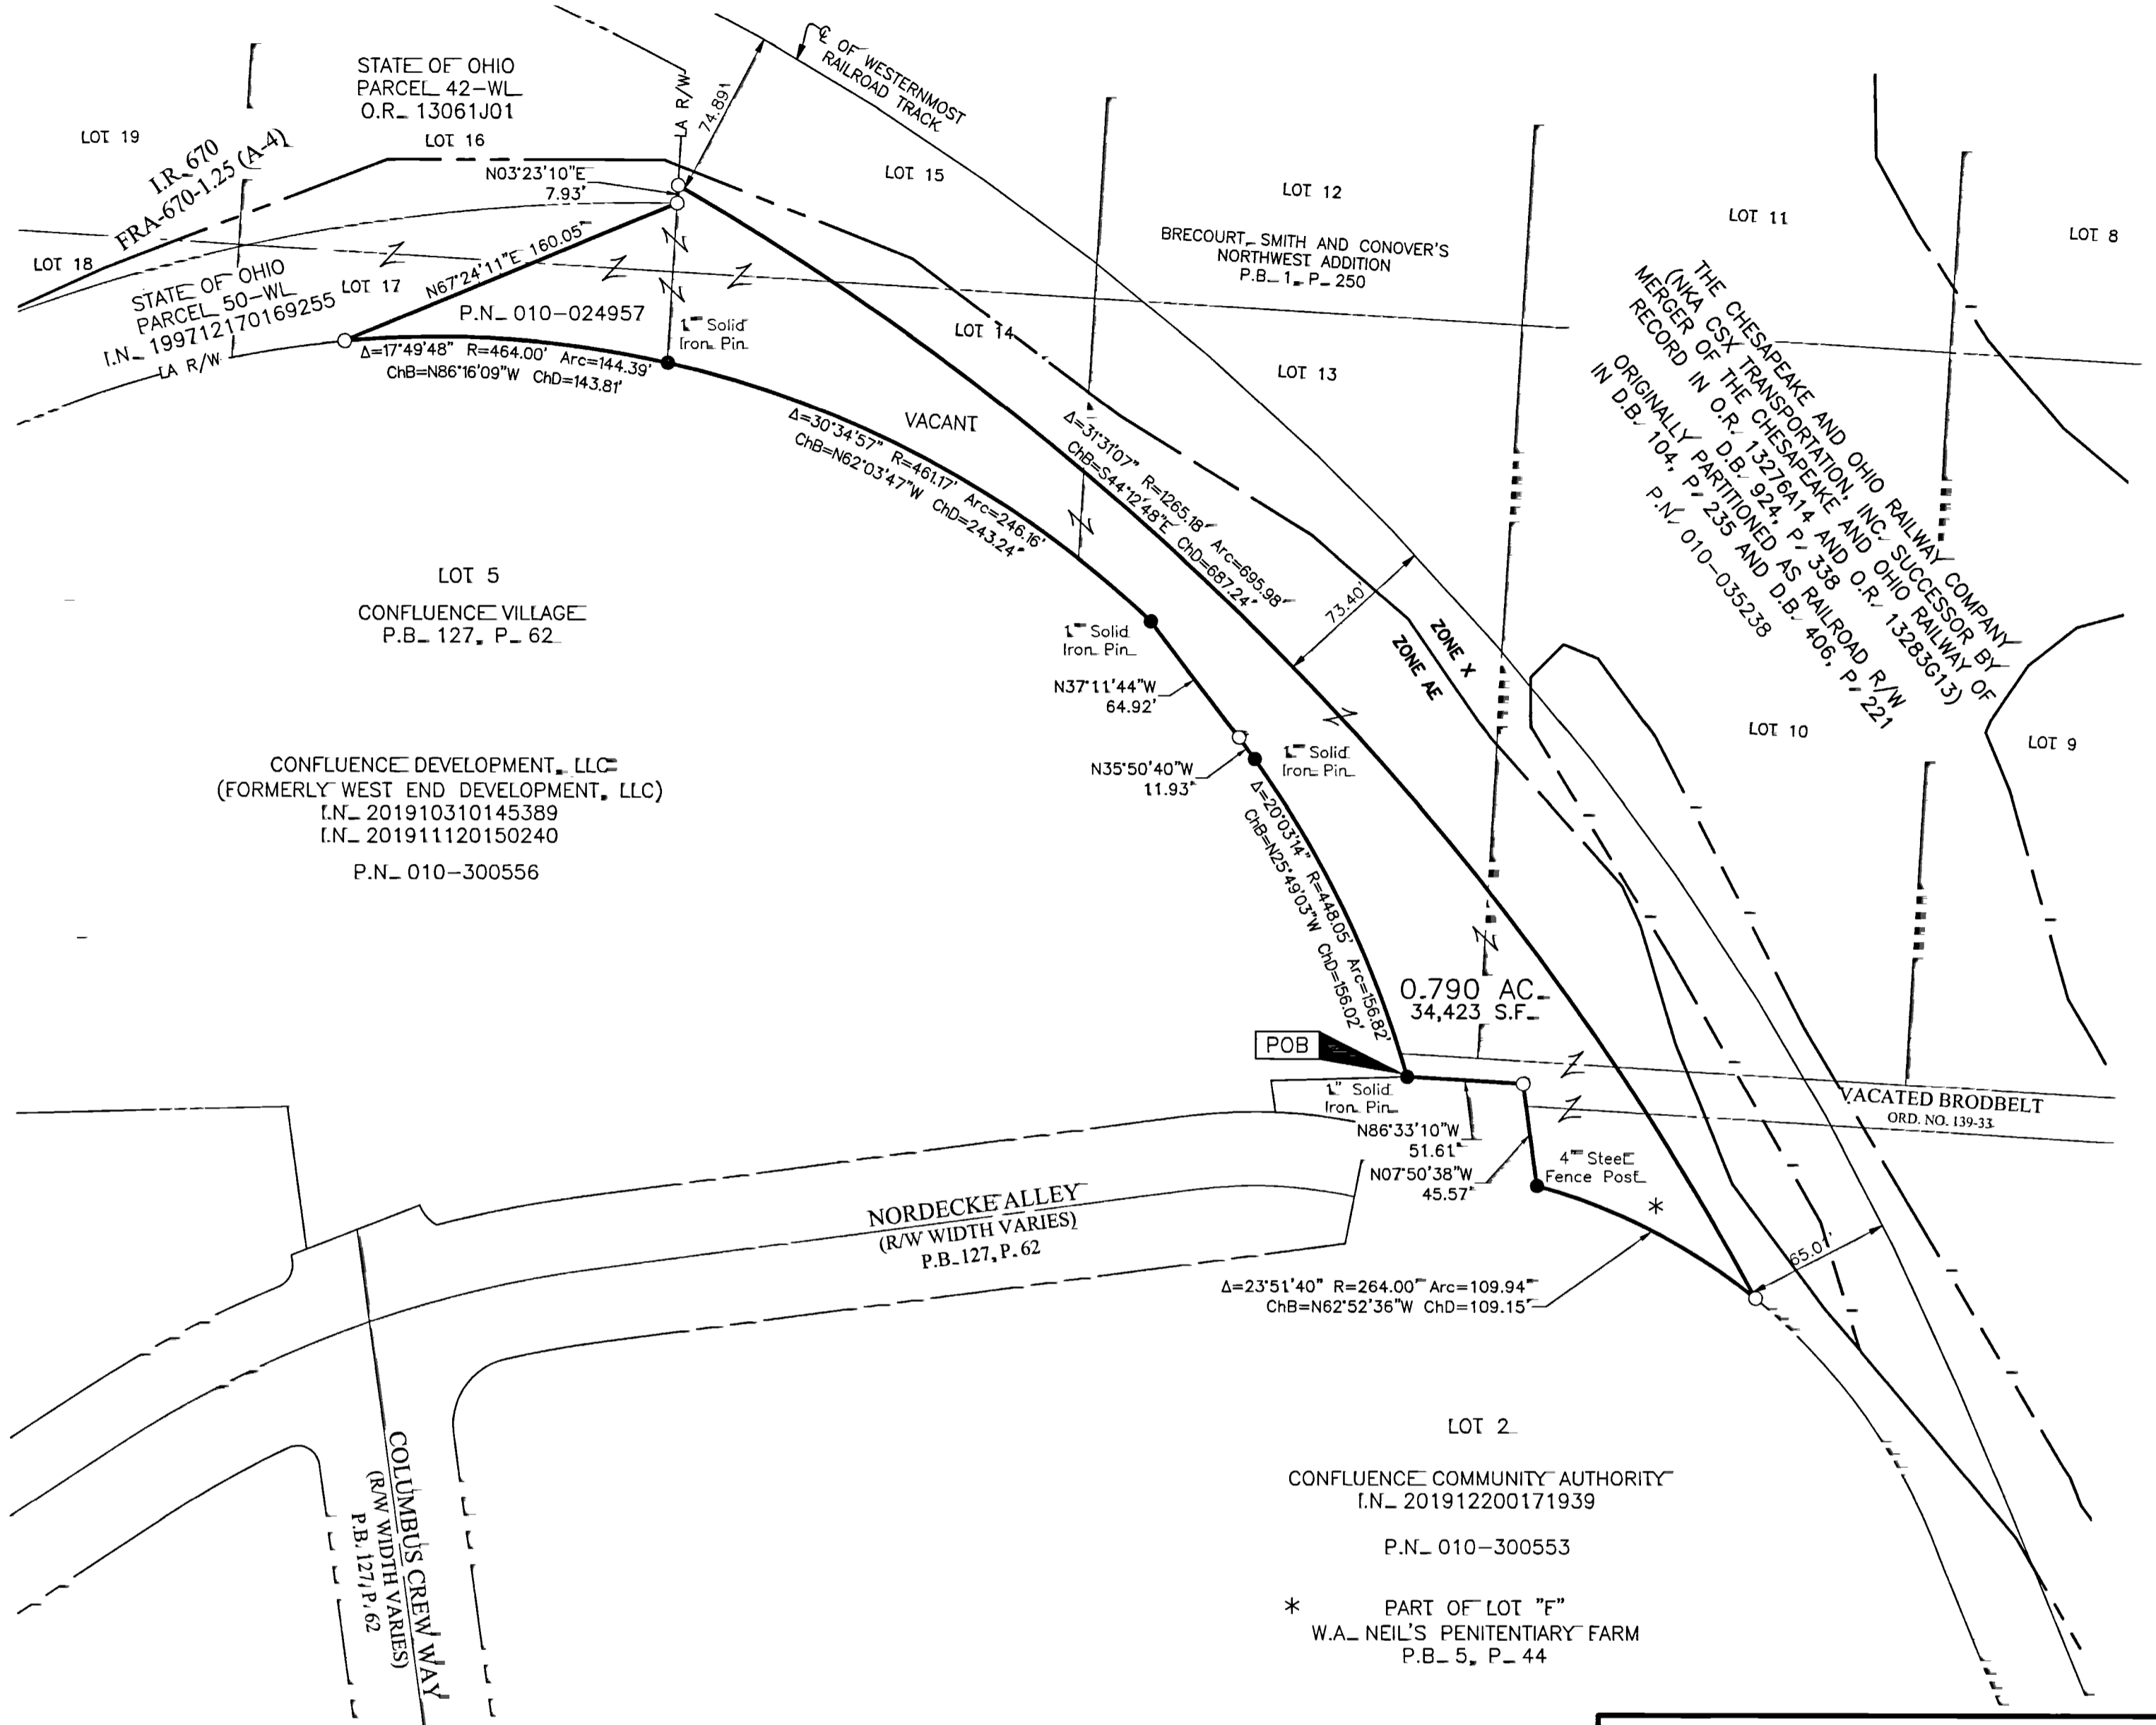 STATE OF OHIO
PARCEL 42-WL
O.R. 13061J01
LOT 19
LOT 16
I.R. 670
FRA-670-1.25 (A-4)
LOT 18
STATE OF OHIO
PARCEL 50-WL
I.N. 199712170169255
LA R/W
LOT 17
N03°23'10"E
7.93'
LA R/W
74.891
℄ OF WESTERNMOST
RAILROAD TRACK
LOT 15
LOT 12
LOT 11
LOT 8
BRECOURT, SMITH AND CONOVER'S
NORTHWEST ADDITION
P.B. 1, P. 250
N67°24'11"E 160.05'
P.N. 010-024957
1" Solid
Iron Pin
Δ=17°49'48" R=464.00' Arc=144.39'
ChB=N86°16'09"W ChD=143.81'
LOT 14
LOT 13
THE CHESAPEAKE AND OHIO RAILWAY COMPANY
(NKA CSX TRANSPORTATION, INC. SUCCESSOR BY
MERGER OF THE CHESAPEAKE AND OHIO RAILWAY OF
RECORD IN O.R. 13276A14 AND O.R. 13283G13)
D.B. 924, P. 338
ORIGINALLY PARTITIONED AS RAILROAD R/W
IN D.B. 104, P. 235 AND D.B. 406, P. 221
P.N. 010-035238
VACANT
Δ=30°34'57" R=461.17' Arc=246.16'
ChB=N62°03'47"W ChD=243.24'
Δ=31°31'07" R=1265.18' Arc=695.98'
ChB=S44°12'48"E ChD=687.24'
73.40'
ZONE X
ZONE AE
LOT 5
CONFLUENCE VILLAGE
P.B. 127, P. 62
1" Solid
Iron Pin
N37°11'44"W
64.92'
N35°50'40"W
11.93'
1" Solid
Iron Pin
LOT 10
LOT 9
CONFLUENCE DEVELOPMENT, LLC
(FORMERLY WEST END DEVELOPMENT, LLC)
I.N. 201910310145389
I.N. 201911120150240
P.N. 010-300556
Δ=20°03'14" R=448.05' Arc=156.82'
ChB=N25°49'03"W ChD=156.02'
0.790 AC.
34,423 S.F.
POB
1" Solid
Iron Pin
N86°33'10"W
51.61'
N07°50'38"W
45.57'
4" Steel
Fence Post
*
VACATED BRODBELT
ORD. NO. 139-33
65.01'
NORDECKE ALLEY
(R/W WIDTH VARIES)
P.B. 127, P. 62
Δ=23°51'40" R=264.00' Arc=109.94'
ChB=N62°52'36"W ChD=109.15'
COLUMBUS CREW WAY
(R/W WIDTH VARIES)
P.B. 127, P. 62
LOT 2
CONFLUENCE COMMUNITY AUTHORITY
I.N. 201912200171939
P.N. 010-300553
* PART OF LOT "F"
W.A. NEIL'S PENITENTIARY FARM
P.B. 5, P. 44